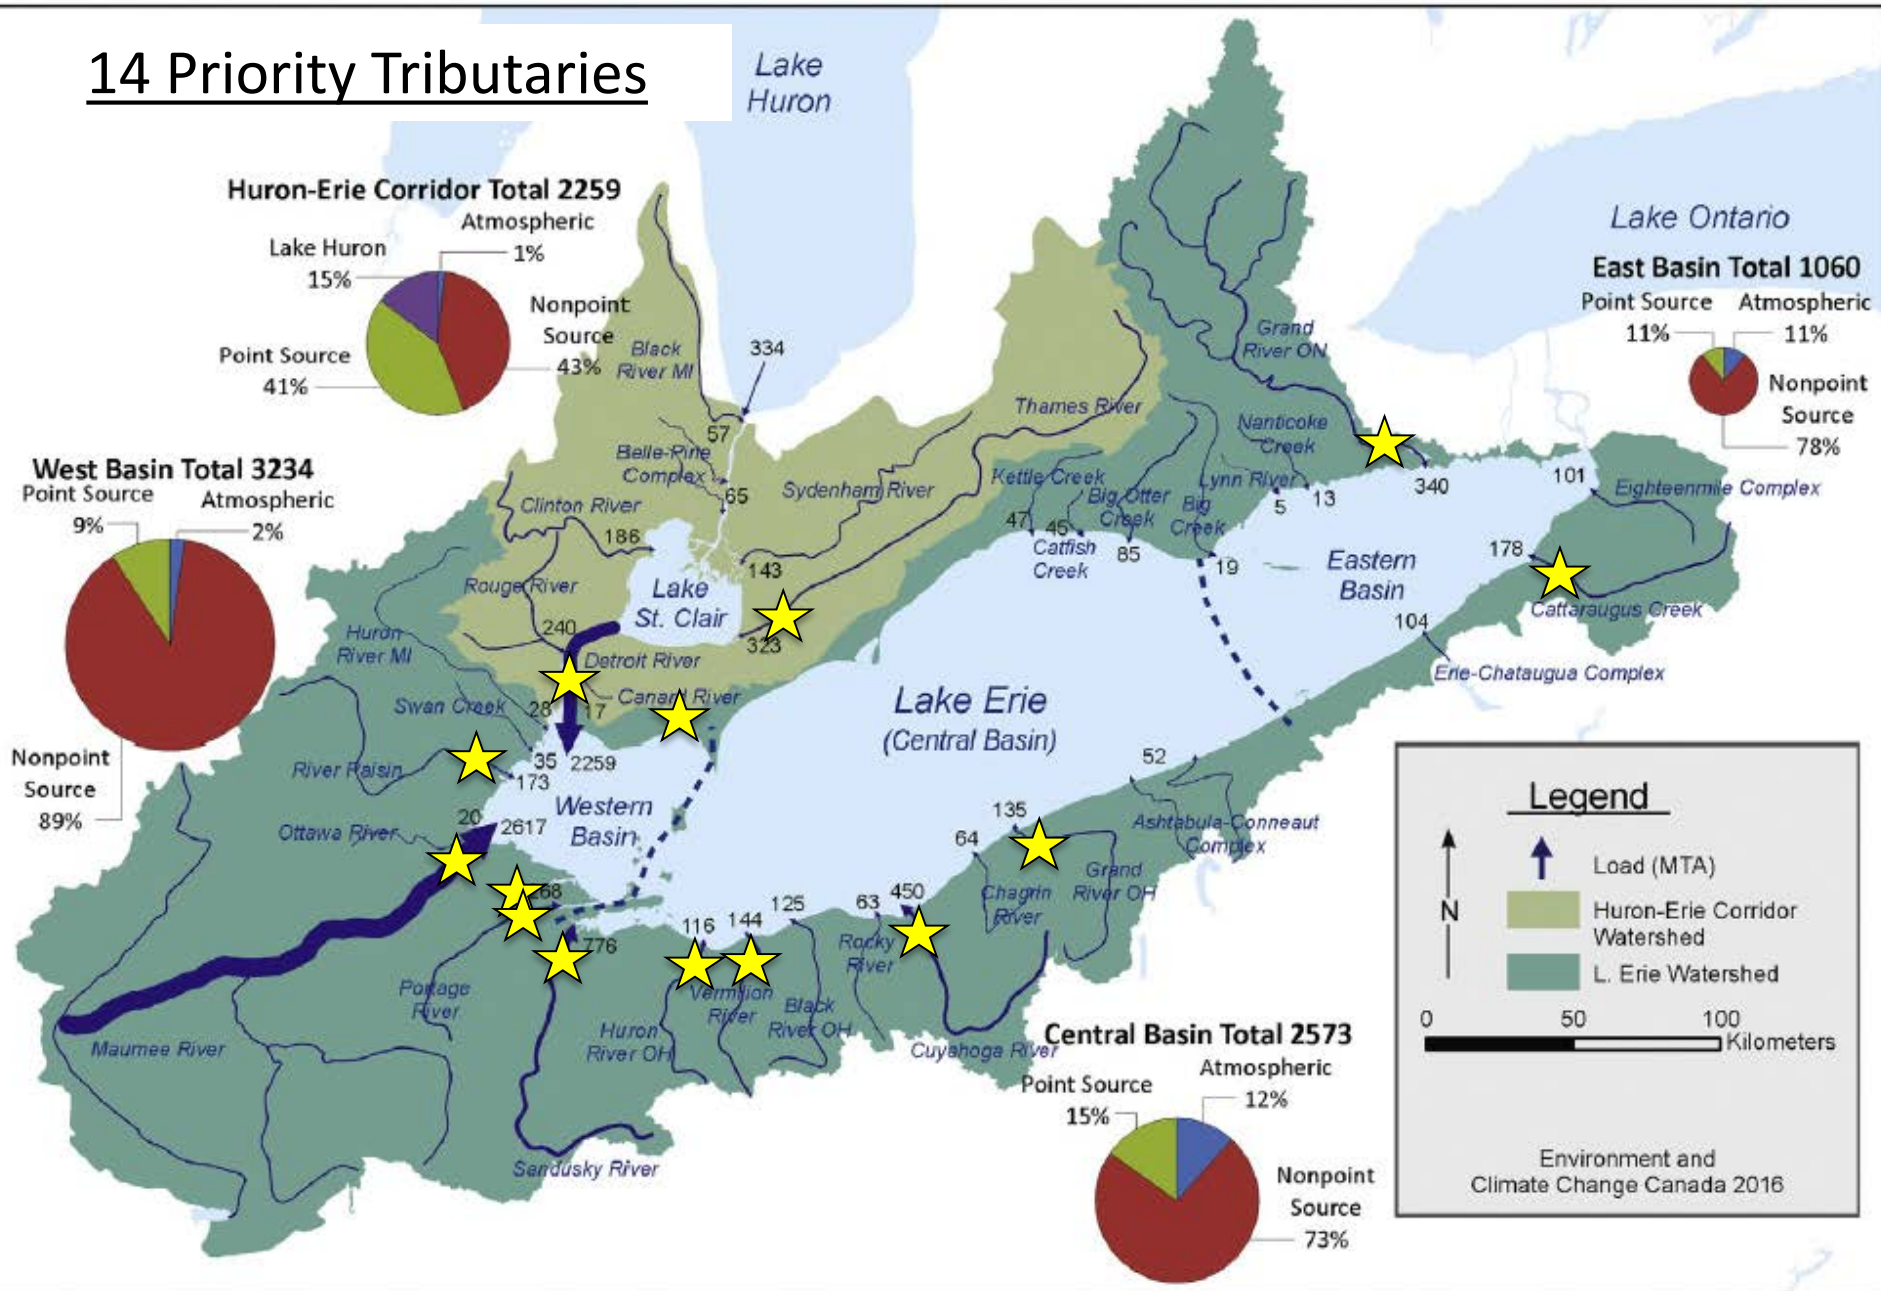 14 Priority Tributaries
Lake
Huron
Huron-Erie Corridor Total 2259
Atmospheric
1%
Lake Huron
15%
Nonpoint
Source
43%
Point Source
41%
Lake Ontario
East Basin Total 1060
Point Source
11%
Atmospheric
11%
Nonpoint
Source
78%
West Basin Total 3234
Point Source
9%
Atmospheric
2%
Nonpoint
Source
89%
Black
River MI
334
57
Belle-Pine
Complex
65
Clinton River
186
Sydenham River
Thames River
Grand
River ON
Nanticoke
Creek
Lynn River
Kettle Creek
Big Otter
Creek
Big
Creek
47
45
Catfish
Creek
85
19
5
13
340
101
Eighteenmile Complex
178
Cattaraugus Creek
104
Erie-Chataugua Complex
Eastern
Basin
Rouge River
Lake
St. Clair
143
323
240
Detroit River
Canard River
17
28
Huron
River MI
Swan Creek
35
2259
River Raisin
173
Western
Basin
Ottawa River
20
2617
Lake Erie
(Central Basin)
52
135
64
Ashtabula-Conneaut
Complex
Grand
River OH
Chagrin
River
63
450
Rocky
River
125
144
116
776
Portage
River
Huron
River OH
Vermilion
River
Black
River OH
Cuyahoga River
Maumee River
Sandusky River
Central Basin Total 2573
Point Source
15%
Atmospheric
12%
Nonpoint
Source
73%
Legend
N
Load (MTA)
Huron-Erie Corridor
Watershed
L. Erie Watershed
0 50 100
Kilometers
Environment and
Climate Change Canada 2016